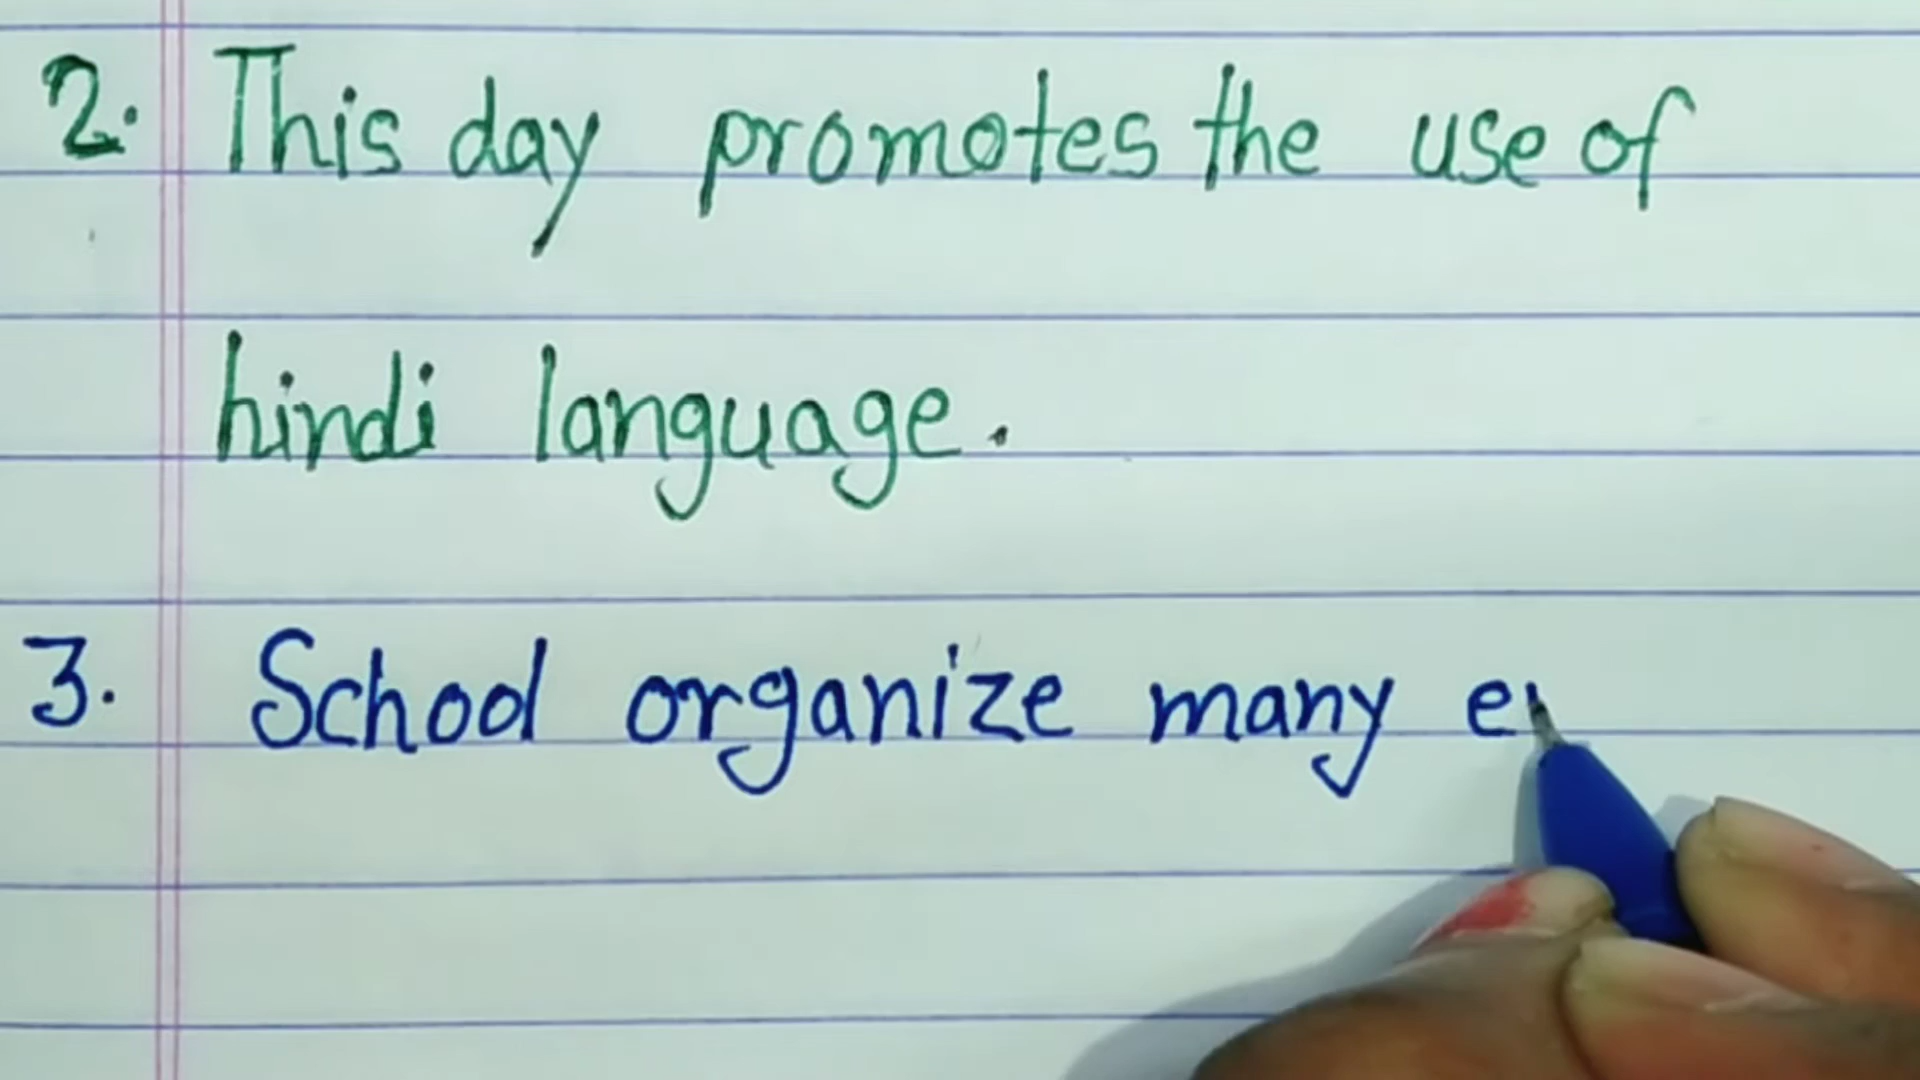 2. This day promotes the use of
hindi language.
3. School organize many